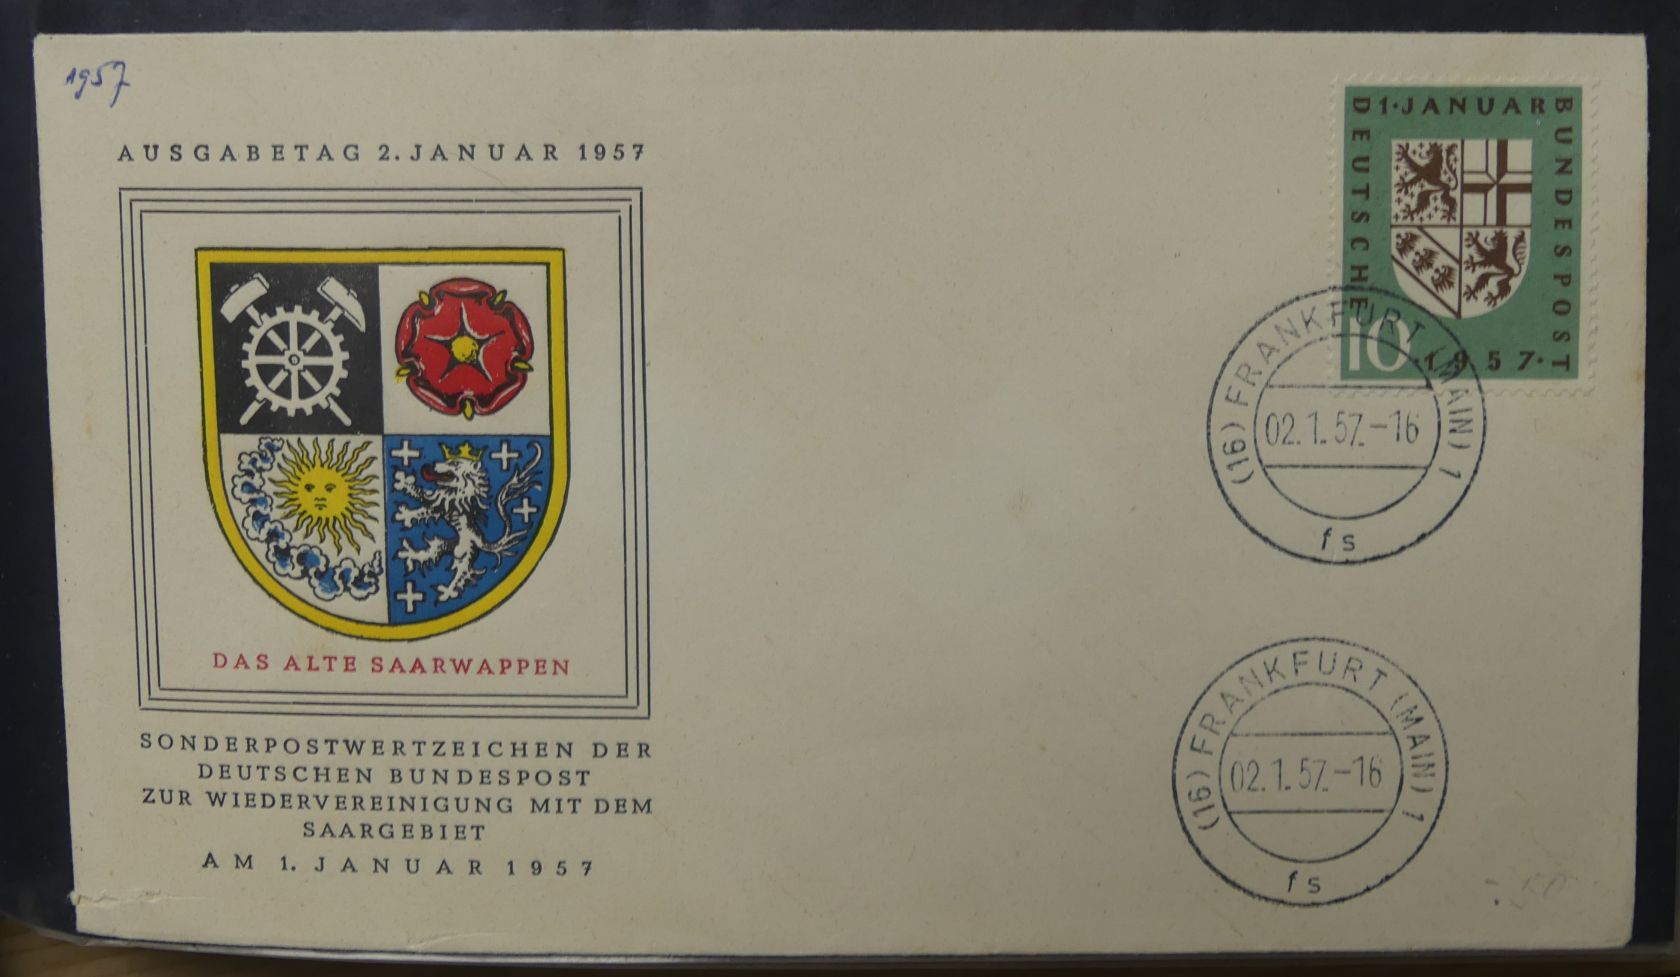 1957
AUSGABETAG 2. JANUAR 1957
DAS ALTE SAARWAPPEN
SONDERPOSTWERTZEICHEN DER
DEUTSCHEN BUNDESPOST
ZUR WIEDERVEREINIGUNG MIT DEM
SAARGEBIET
AM 1. JANUAR 1957
1·JANUAR
DEUTSCHE
BUNDESPOST
10
·1957·
(16) FRANKFURT (MAIN) 1
02.1.57.-16
fs
(16) FRANKFURT (MAIN) 1
02.1.57.-16
fs